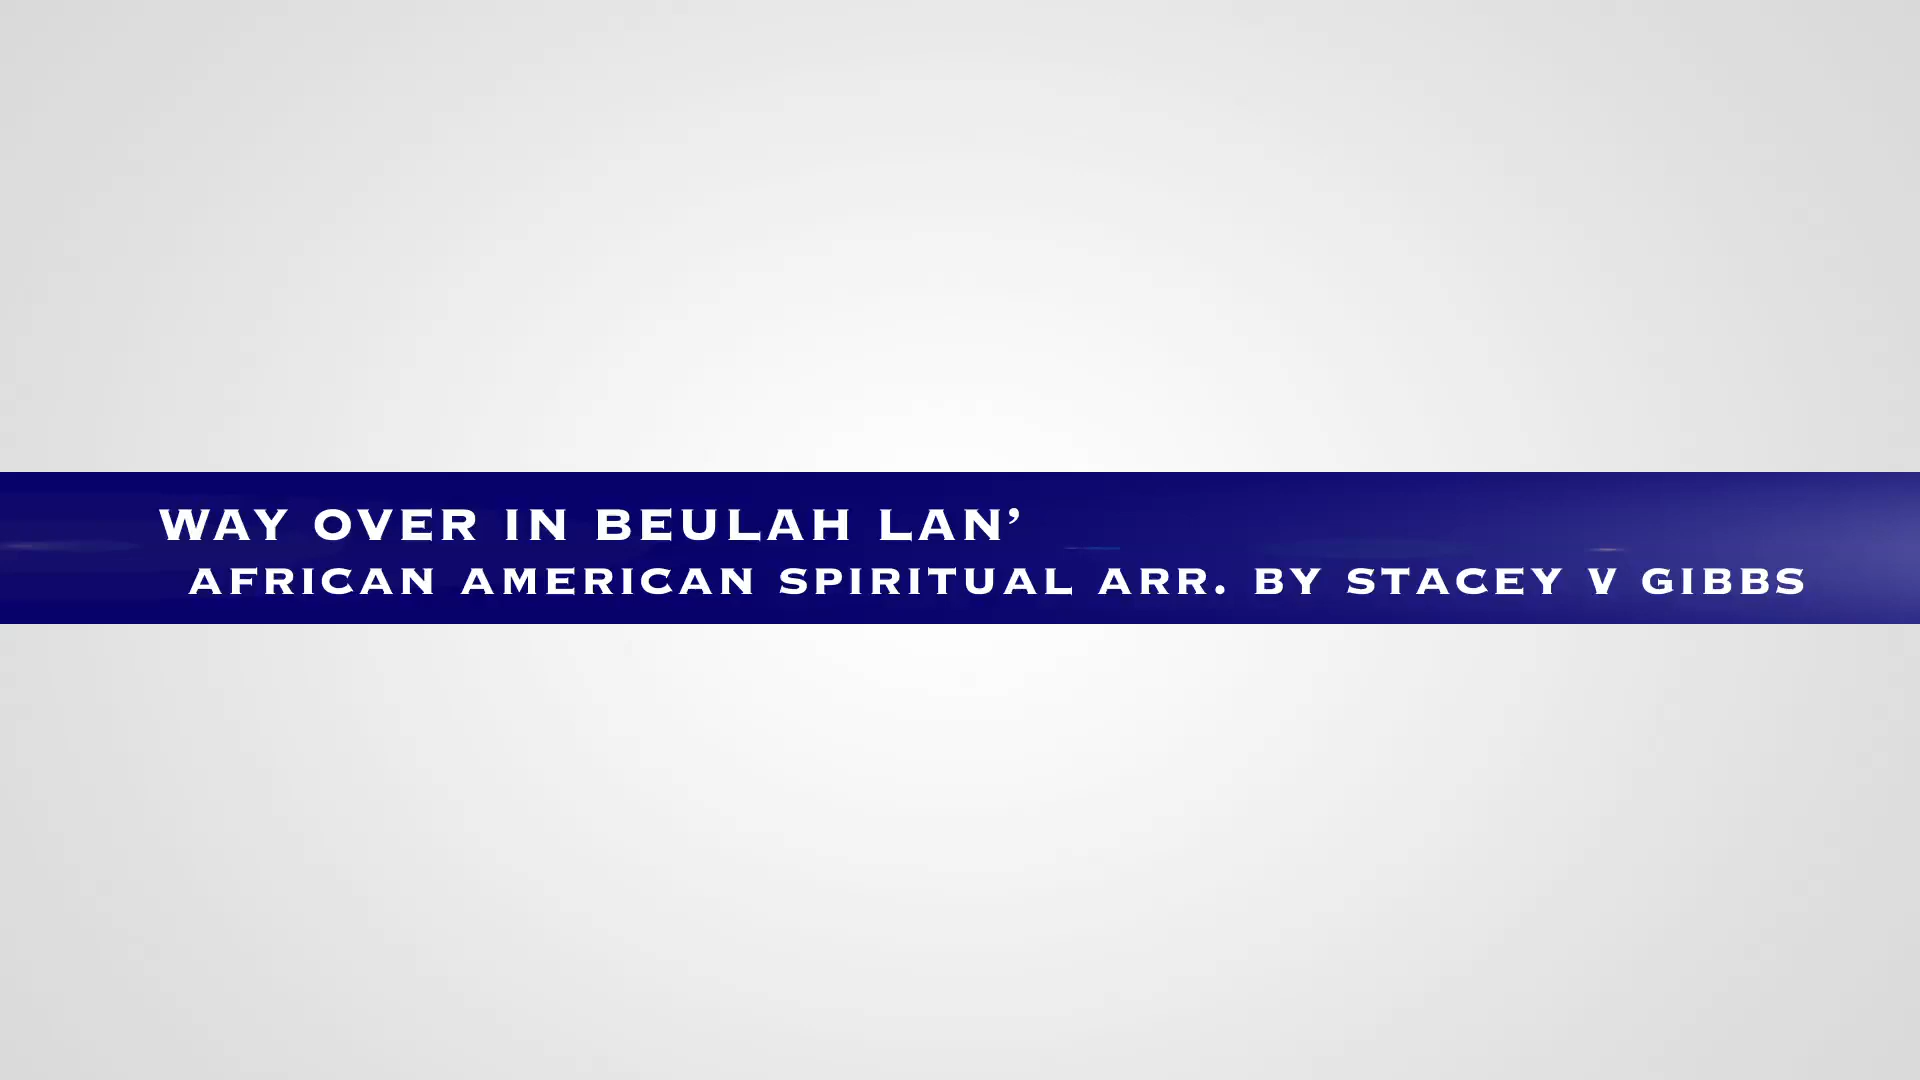 WAY OVER IN BEULAH LAN’
AFRICAN AMERICAN SPIRITUAL ARR. BY STACEY V GIBBS